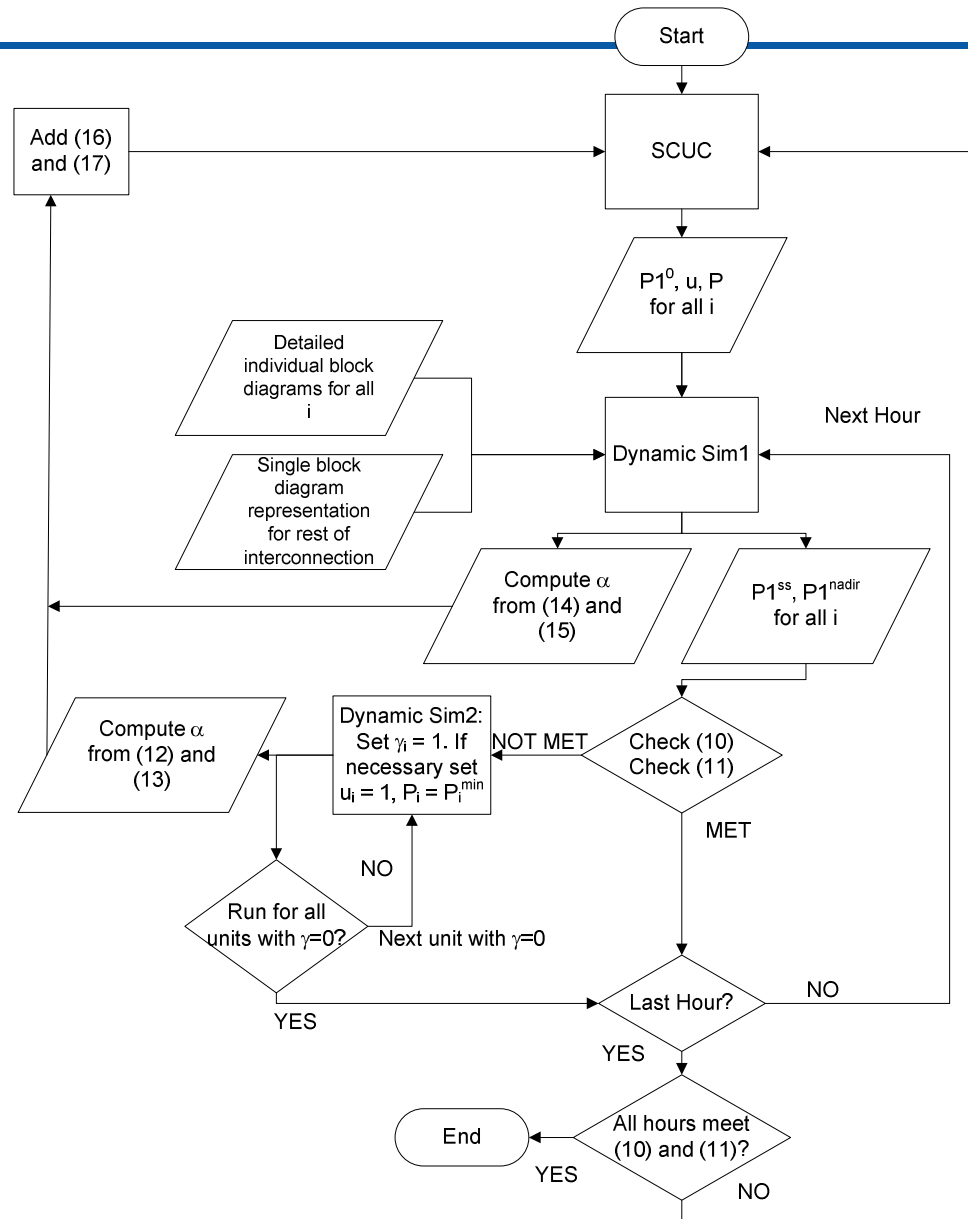 Start
Add (16)
and (17)
SCUC
P1⁰, u, P
for all i
Detailed
individual block
diagrams for all
i
Next Hour
Dynamic Sim1
Single block
diagram
representation
for rest of
interconnection
Compute α
from (14) and
(15)
P1ˢˢ, P1ⁿᵃᵈⁱʳ
for all i
Compute α
from (12) and
(13)
Dynamic Sim2:
Set γᵢ = 1. If
necessary set
uᵢ = 1, Pᵢ = Pᵢᵐⁱⁿ
NOT MET
Check (10)
Check (11)
MET
NO
Run for all
units with γ=0?
Next unit with γ=0
YES
Last Hour?
NO
YES
All hours meet
(10) and (11)?
End
YES
NO